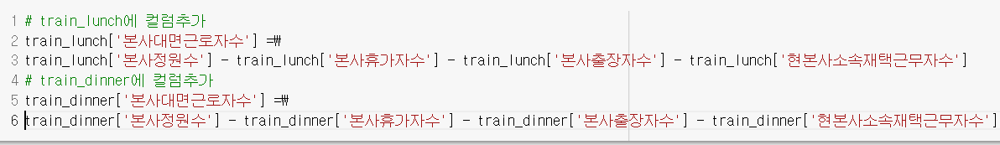 1 # train_lunch에 컬럼추가
2 train_lunch['본사대면근로자수'] =₩
3 train_lunch['본사정원수'] - train_lunch['본사휴가자수'] - train_lunch['본사출장자수'] - train_lunch['현본사소속재택근무자수']
4 # train_dinner에 컬럼추가
5 train_dinner['본사대면근로자수'] =₩
6 train_dinner['본사정원수'] - train_dinner['본사휴가자수'] - train_dinner['본사출장자수'] - train_dinner['현본사소속재택근무자수']